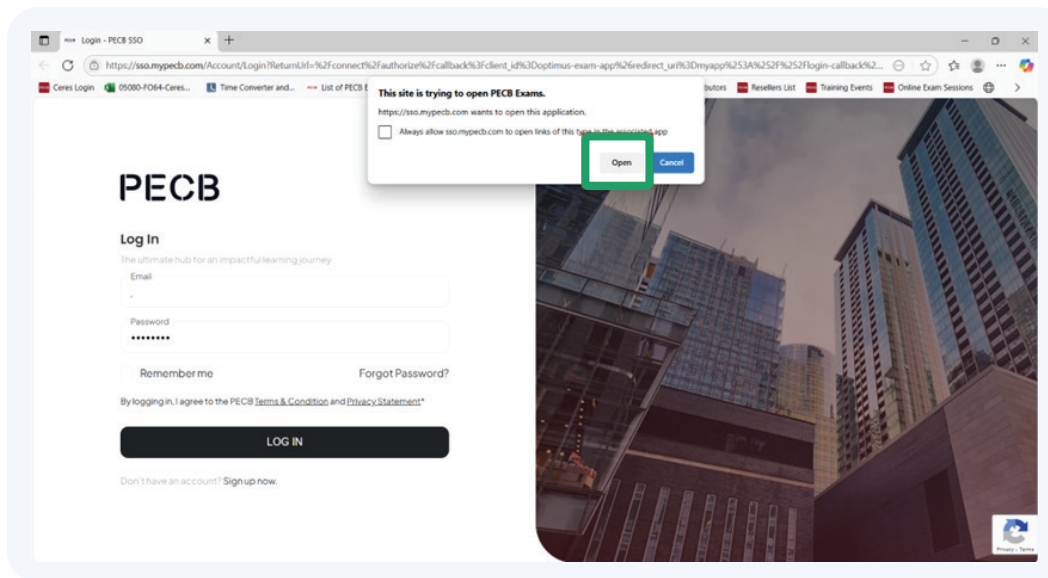 Login - PECB SSO
https://sso.mypecb.com/Account/Login?ReturnUrl=%2Fconnect%2Fauthorize%2Fcallback%3Fclient_id%3Doptimus-exam-app%26redirect_uri%3Dmyapp%253A%252F%252Flogin-callback%2...
Ceres Login 05080-FO64-Ceres... Time Converter and... List of PECB E butors Resellers List Training Events Online Exam Sessions
This site is trying to open PECB Exams.
https://sso.mypecb.com wants to open this application.
Always allow sso.mypecb.com to open links of this type in the associated app
Open Cancel
PECB
Log In
The ultimate hub for an impactful learning journey
Email
.
Password
••••••••
Remember me Forgot Password?
By logging in, I agree to the PECB Terms & Condition and Privacy Statement*
LOG IN
Don't have an account? Sign up now.
Privacy - Terms